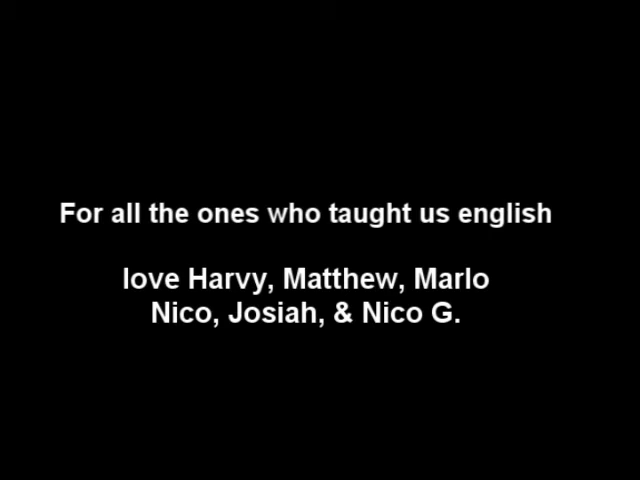 For all the ones who taught us english
love Harvy, Matthew, Marlo
Nico, Josiah, & Nico G.